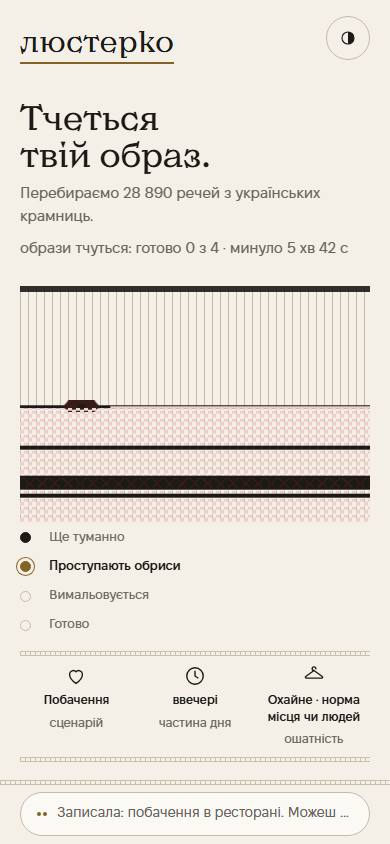 люстерко
Тчеться
твій образ.
Перебираємо 28 890 речей з українських
крамниць.
образи тчуться: готово 0 з 4 · минуло 5 хв 42 с
Ще туманно
Проступають обриси
Вимальовується
Готово
Побачення
сценарій
ввечері
частина дня
Охайне · норма
місця чи людей
ошатність
Записала: побачення в ресторані. Можеш ...